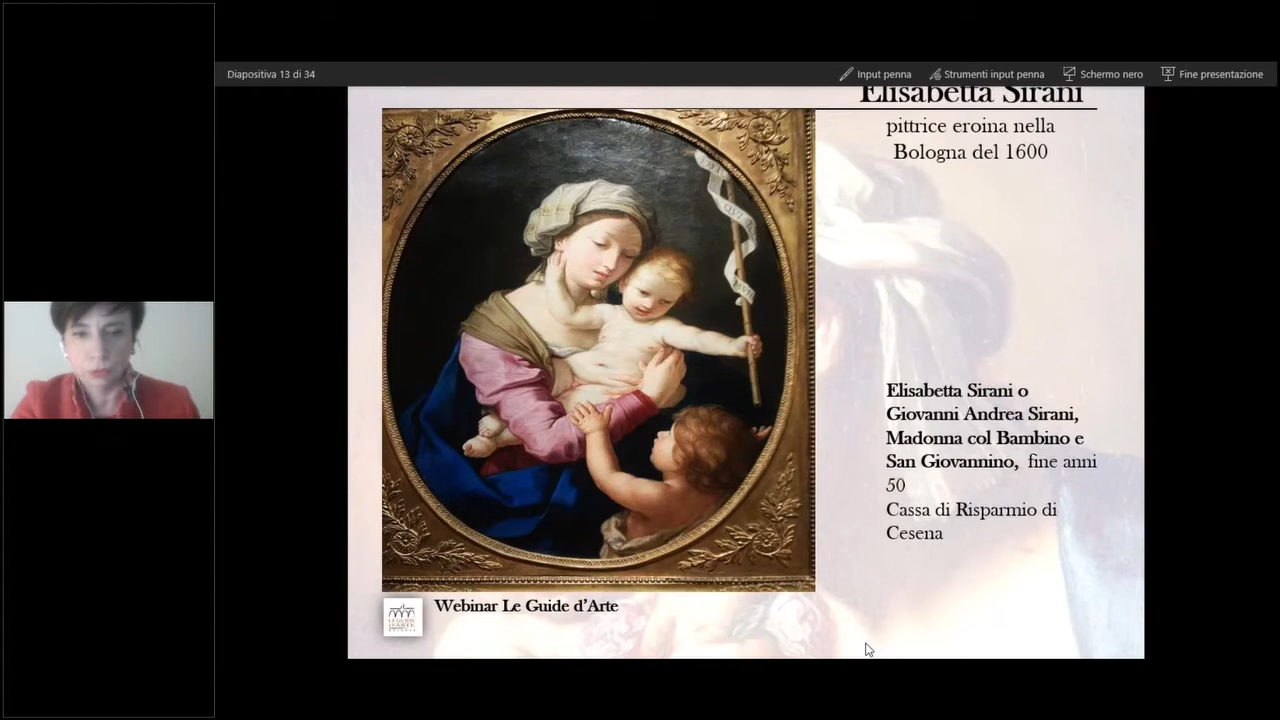 Diapositiva 13 di 34
Input penna
Strumenti input penna
Schermo nero
Fine presentazione
Elisabetta Sirani
pittrice eroina nella
Bologna del 1600
QVI
Elisabetta Sirani o
Giovanni Andrea Sirani,
Madonna col Bambino e
San Giovannino, fine anni
50
Cassa di Risparmio di
Cesena
Webinar Le Guide d’Arte